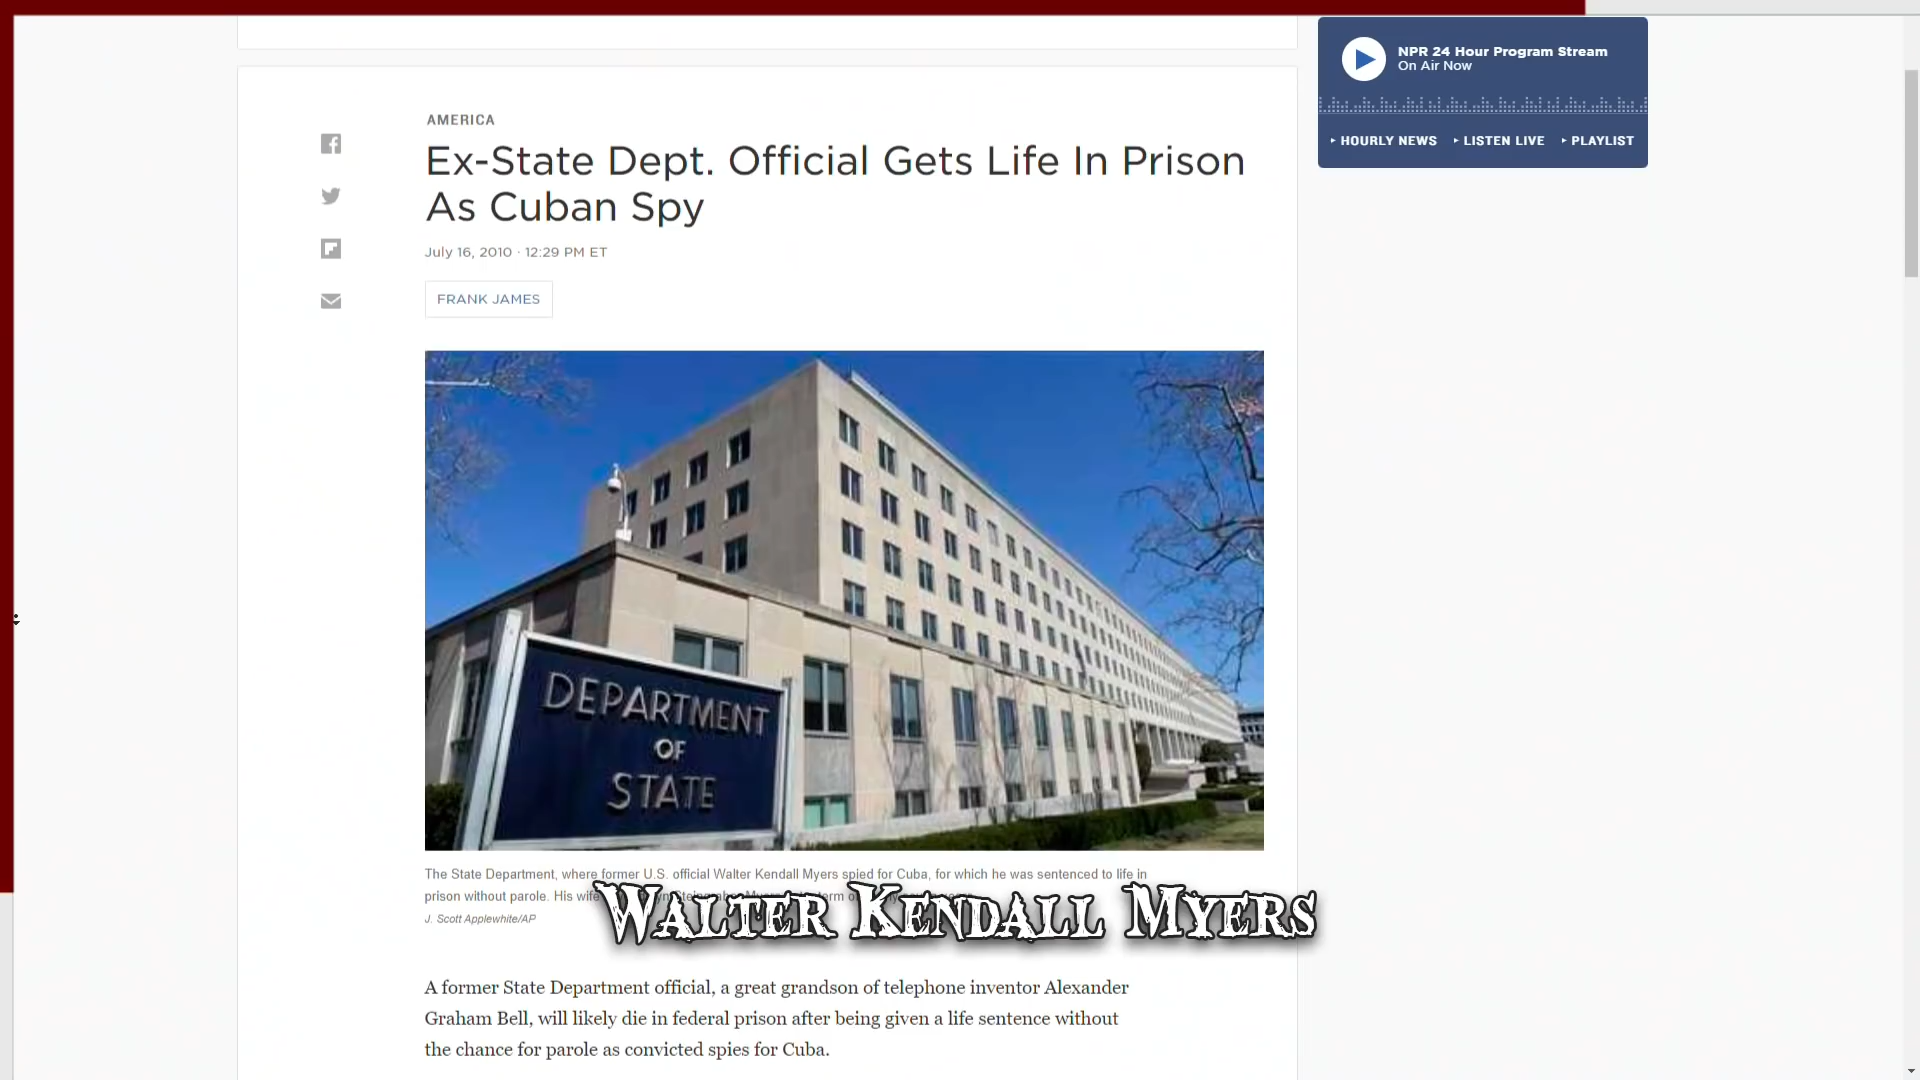 NPR 24 Hour Program Stream
On Air Now
HOURLY NEWS LISTEN LIVE PLAYLIST
AMERICA
Ex-State Dept. Official Gets Life In Prison
As Cuban Spy
July 16, 2010 · 12:29 PM ET
FRANK JAMES
DEPARTMENT
OF
STATE
The State Department, where former U.S. official Walter Kendall Myers spied for Cuba, for which he was sentenced to life in
prison without parole. His wife
J. Scott Applewhite/AP
Walter Kendall Myers
A former State Department official, a great grandson of telephone inventor Alexander
Graham Bell, will likely die in federal prison after being given a life sentence without
the chance for parole as convicted spies for Cuba.